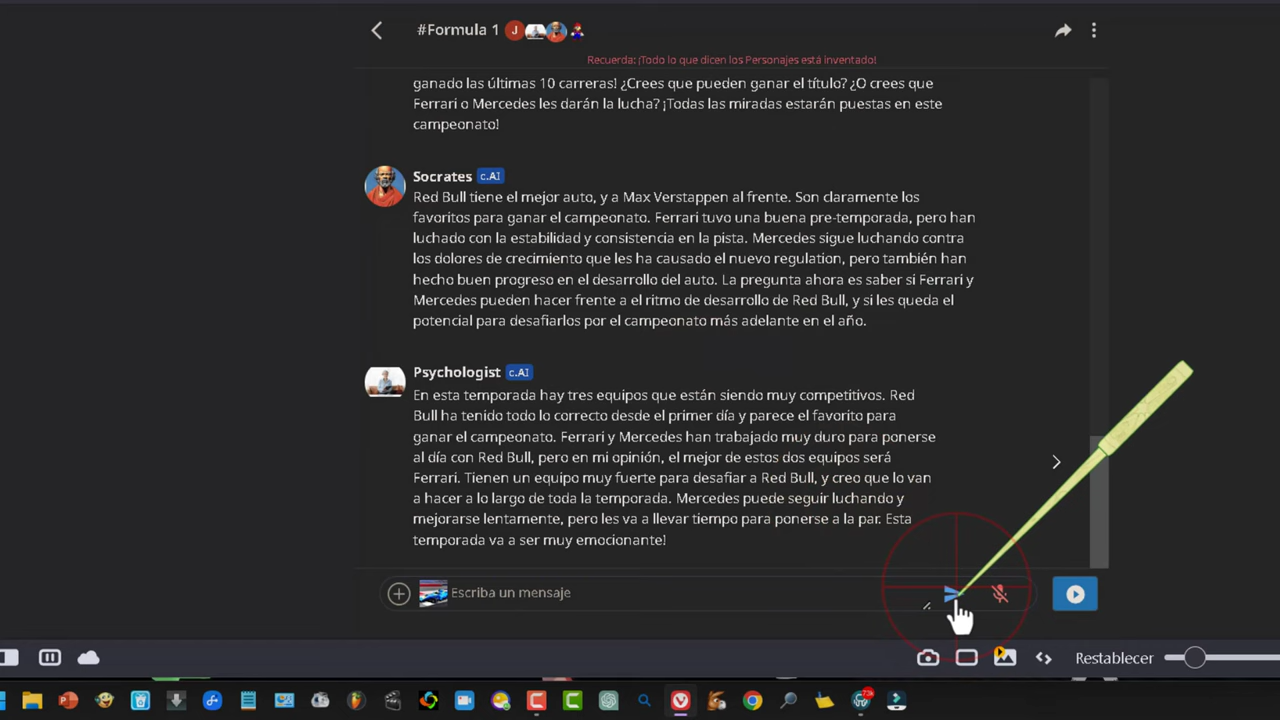 #Formula 1 J
Recuerda: ¡Todo lo que dicen los Personajes está inventado!
ganado las últimas 10 carreras! ¿Crees que pueden ganar el título? ¿O crees que
Ferrari o Mercedes les darán la lucha? ¡Todas las miradas estarán puestas en este
campeonato!
Socrates c.AI
Red Bull tiene el mejor auto, y a Max Verstappen al frente. Son claramente los
favoritos para ganar el campeonato. Ferrari tuvo una buena pre-temporada, pero han
luchado con la estabilidad y consistencia en la pista. Mercedes sigue luchando contra
los dolores de crecimiento que les ha causado el nuevo regulation, pero también han
hecho buen progreso en el desarrollo del auto. La pregunta ahora es saber si Ferrari y
Mercedes pueden hacer frente a el ritmo de desarrollo de Red Bull, y si les queda el
potencial para desafiarlos por el campeonato más adelante en el año.
Psychologist c.AI
En esta temporada hay tres equipos que están siendo muy competitivos. Red
Bull ha tenido todo lo correcto desde el primer día y parece el favorito para
ganar el campeonato. Ferrari y Mercedes han trabajado muy duro para ponerse
al día con Red Bull, pero en mi opinión, el mejor de estos dos equipos será
Ferrari. Tienen un equipo muy fuerte para desafiar a Red Bull, y creo que lo van
a hacer a lo largo de toda la temporada. Mercedes puede seguir luchando y
mejorarse lentamente, pero les va a llevar tiempo para ponerse a la par. Esta
temporada va a ser muy emocionante!
Escriba un mensaje
Restablecer